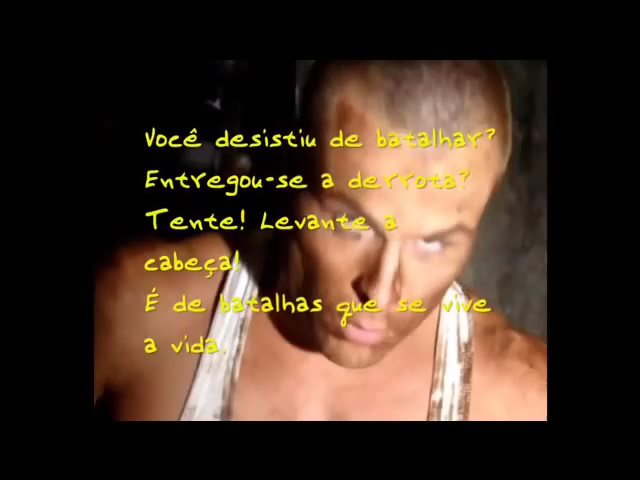 Você desistiu de batalhar?
Entregou-se a derrota?
Tente! Levante a
cabeça!
É de batalhas que se vive
a vida.